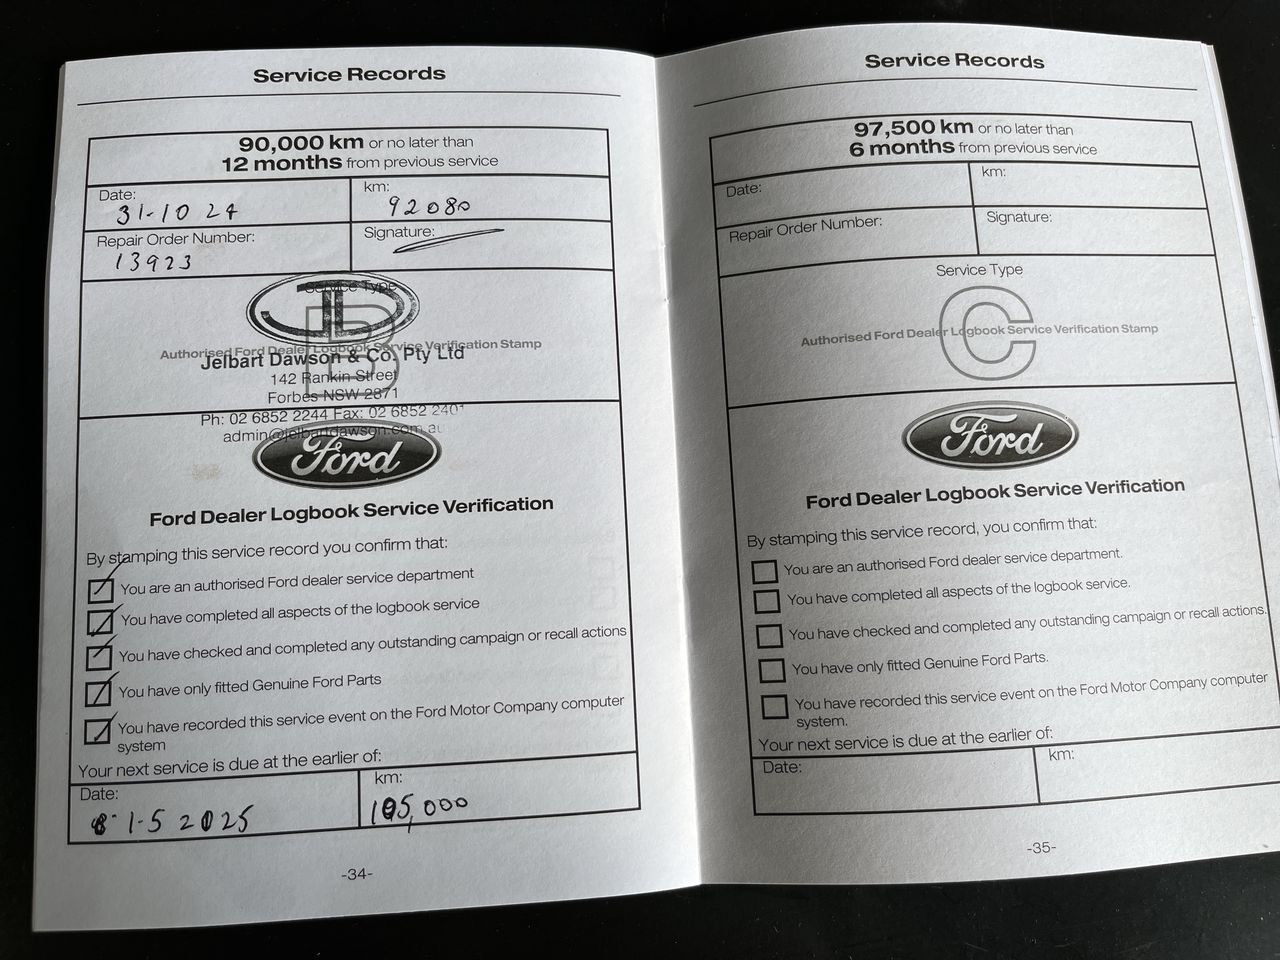 Service Records
90,000 km or no later than
12 months from previous service
Date:
31-10 24
km:
92080
Repair Order Number:
13923
Signature:
Service Type
B
Authorised Ford Dealer Logbook Service Verification Stamp
Jelbart Dawson & Co. Pty Ltd
142 Rankin Street
Forbes NSW 2871
Ph: 02 6852 2244 Fax: 02 6852 2401
admin@jelbartdawson.com.au
Ford
Ford Dealer Logbook Service Verification
By stamping this service record you confirm that:
You are an authorised Ford dealer service department
You have completed all aspects of the logbook service
You have checked and completed any outstanding campaign or recall actions
You have only fitted Genuine Ford Parts
You have recorded this service event on the Ford Motor Company computer
system
Your next service is due at the earlier of:
Date:
1-5 2025
km:
105,000
-34-
Service Records
97,500 km or no later than
6 months from previous service
Date:
km:
Repair Order Number:
Signature:
Service Type
C
Authorised Ford Dealer Logbook Service Verification Stamp
Ford
Ford Dealer Logbook Service Verification
By stamping this service record, you confirm that:
You are an authorised Ford dealer service department.
You have completed all aspects of the logbook service.
You have checked and completed any outstanding campaign or recall actions.
You have only fitted Genuine Ford Parts.
You have recorded this service event on the Ford Motor Company computer
system.
Your next service is due at the earlier of:
Date:
km:
-35-